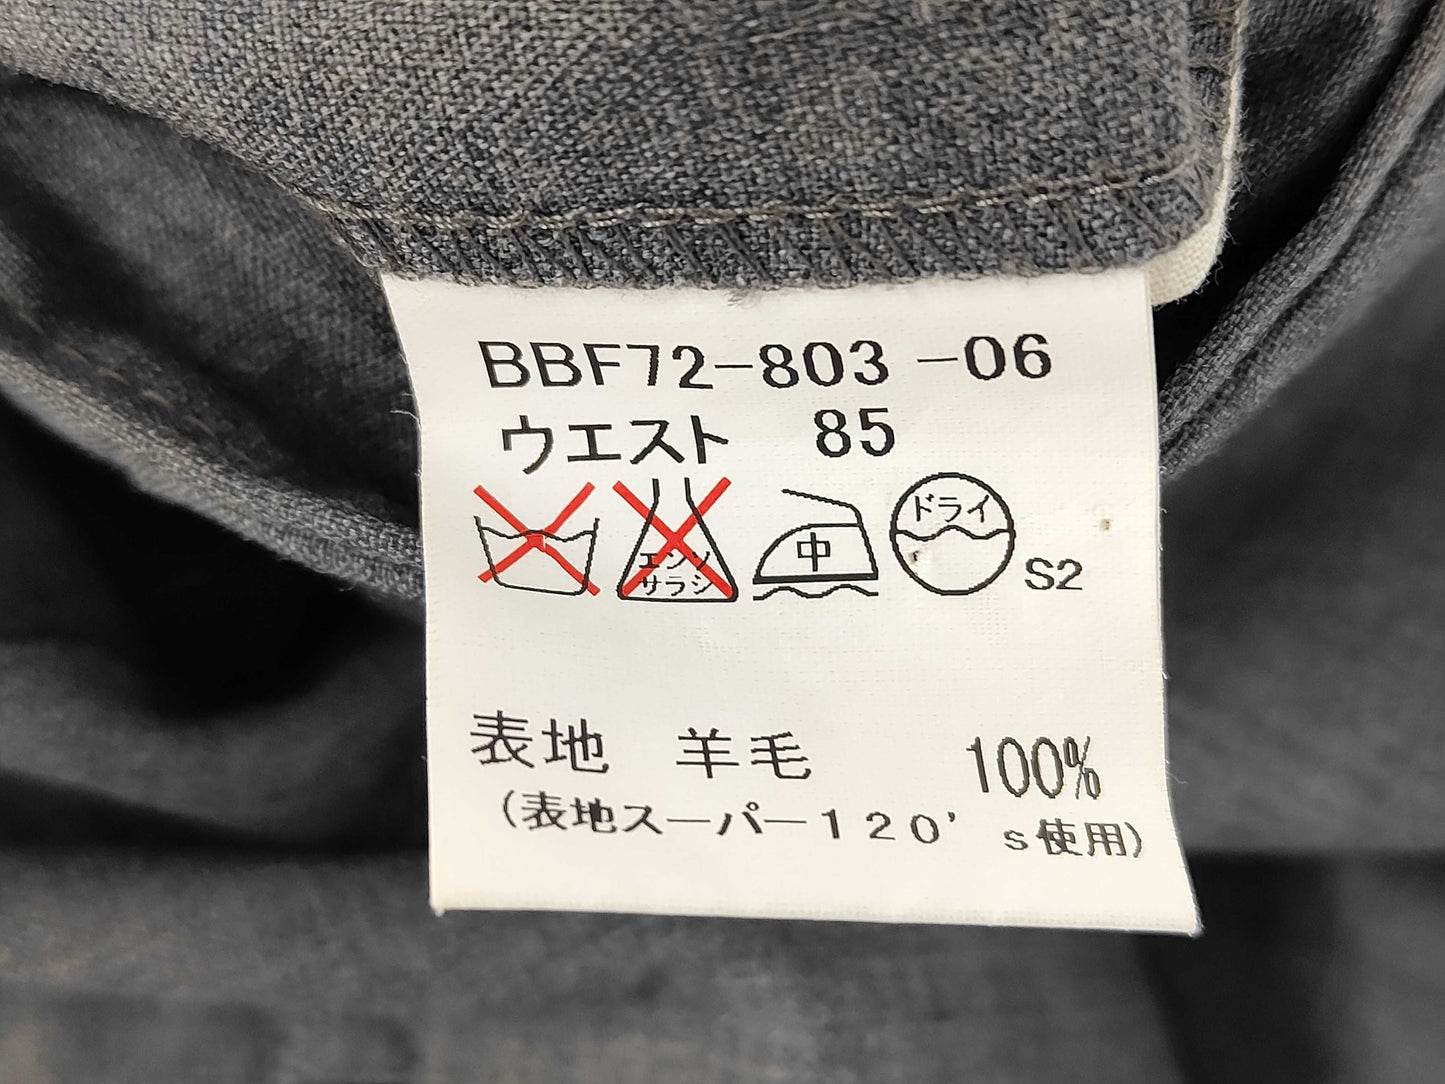 BBF72-803 -06
ウエスト 85
エンソ
サラシ
中
ドライ
S2
表地 羊毛 100%
(表地スーパー120's使用)